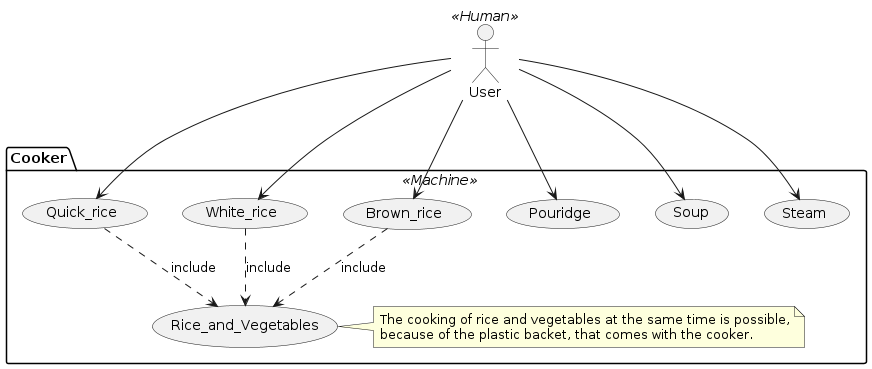 «Human»
User
Cooker
«Machine»
Quick_rice
White_rice
Brown_rice
Pouridge
Soup
Steam
include
include
include
Rice_and_Vegetables
The cooking of rice and vegetables at the same time is possible,
because of the plastic backet, that comes with the cooker.